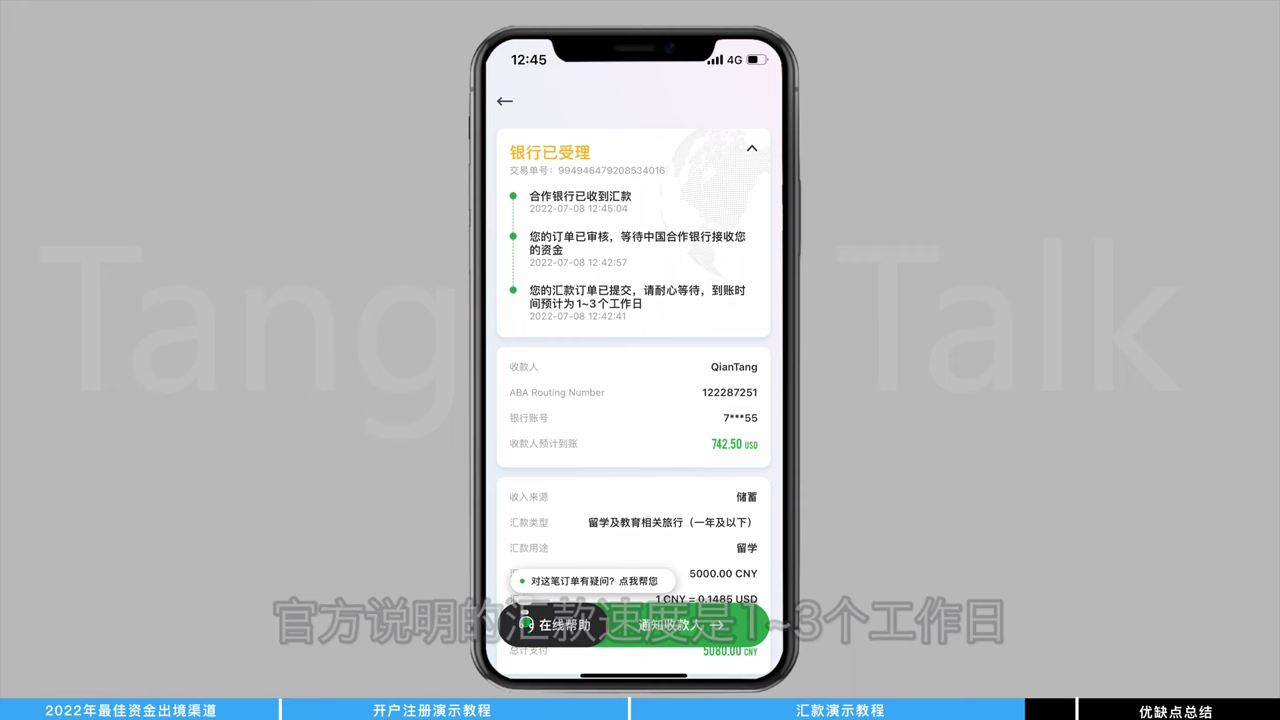 12:45
4G
银行已受理
交易单号：994946479208534016
合作银行已收到汇款
2022-07-08 12:45:04
您的订单已审核，等待中国合作银行接收您
的资金
2022-07-08 12:42:57
您的汇款订单已提交，请耐心等待，到账时
间预计为1~3个工作日
2022-07-08 12:42:41
Tang Talk
收款人 QianTang
ABA Routing Number 122287251
银行账号 7***55
收款人预计到账 742.50 USD
收入来源 储蓄
汇款类型 留学及教育相关旅行（一年及以下）
汇款用途 留学
5000.00 CNY
对这笔订单有疑问？点我帮您
1 CNY = 0.1485 USD
在线帮助 通知收款人 →
官方说明的汇款速度是1~3个工作日
总计支付 5080.00 CNY
2022年最佳资金出境渠道 开户注册演示教程 汇款演示教程 优缺点总结